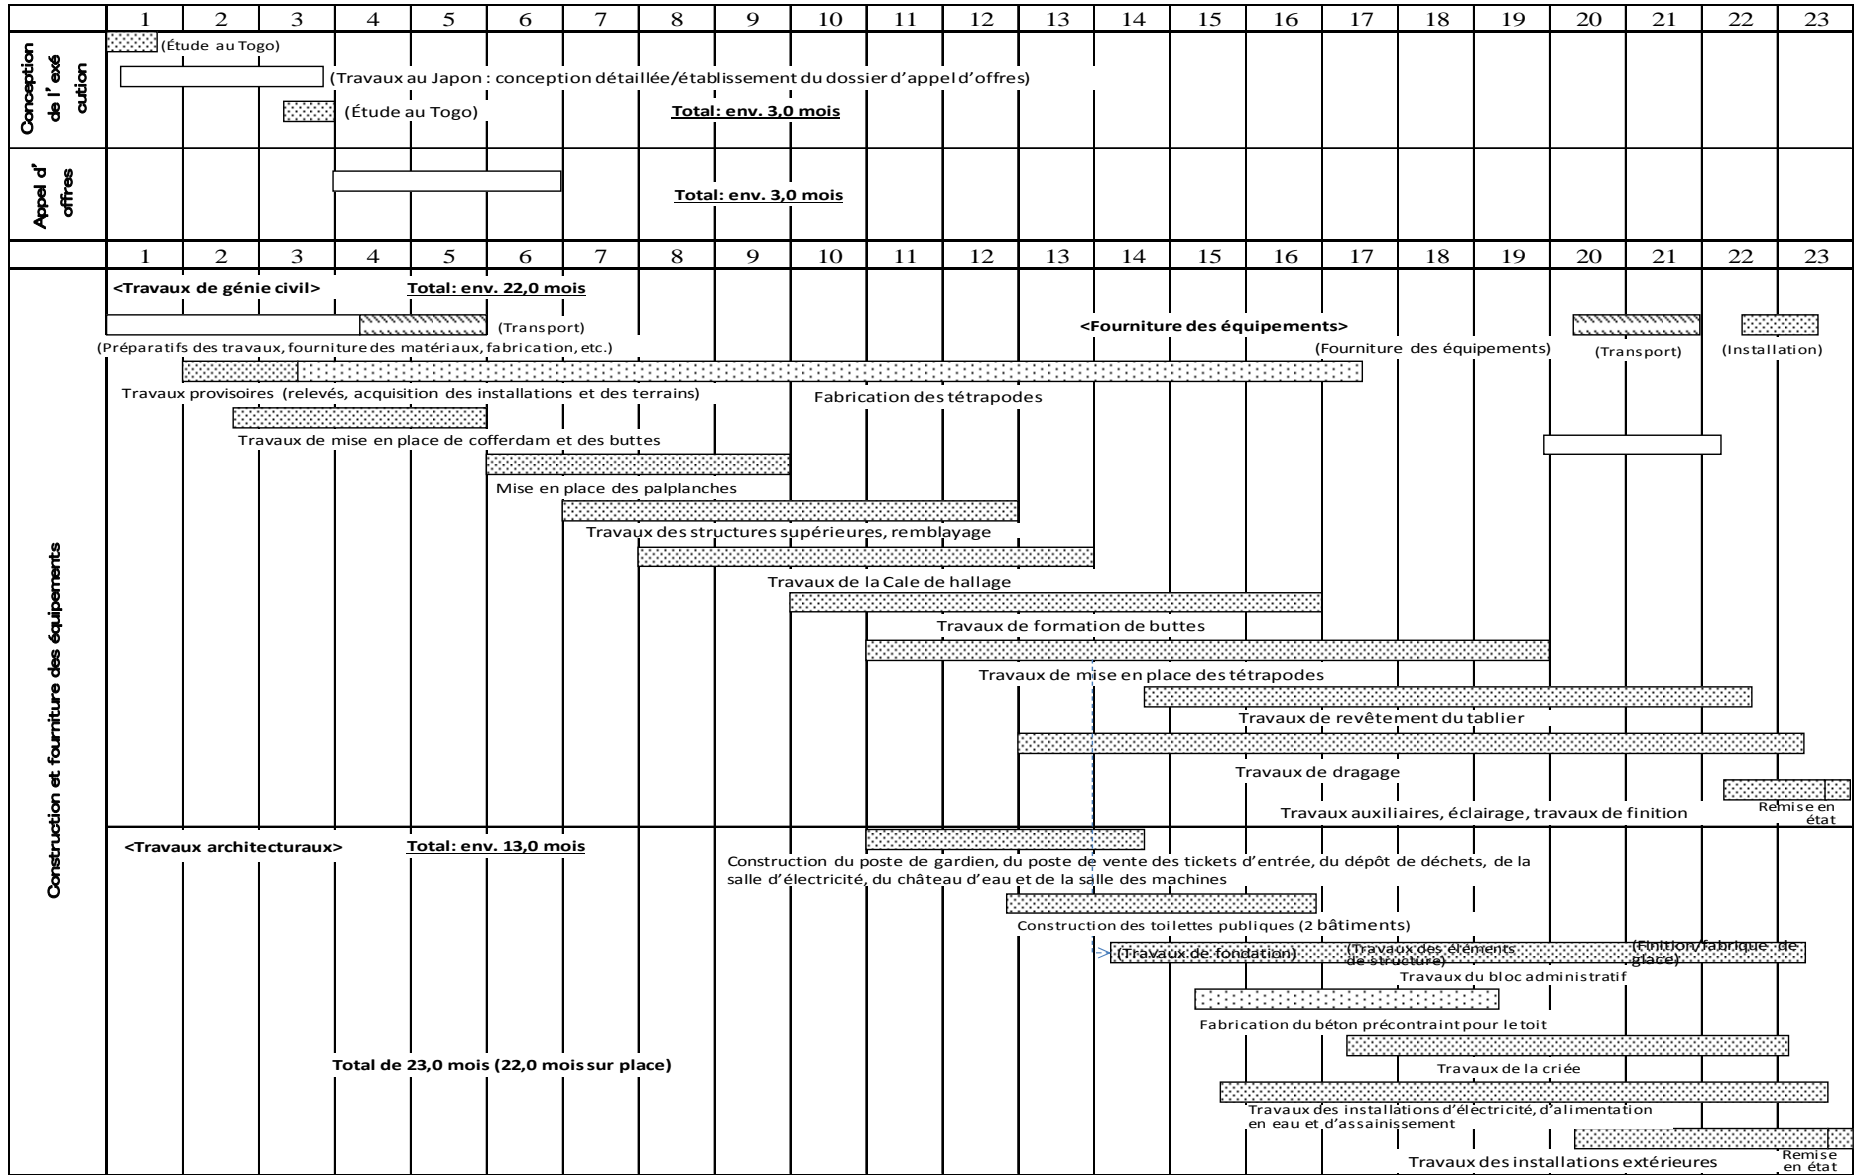 1 2 3 4 5 6 7 8 9 10 11 12 13 14 15 16 17 18 19 20 21 22 23
Conception
de l’exé
cution
(Étude au Togo)
(Travaux au Japon : conception détaillée/établissement du dossier d’appel d’offres)
(Étude au Togo)
Total: env. 3,0 mois
Appel d’
offres
Total: env. 3,0 mois
1 2 3 4 5 6 7 8 9 10 11 12 13 14 15 16 17 18 19 20 21 22 23
Construction et fourniture des équipements
<Travaux de génie civil>
Total: env. 22,0 mois
(Transport)
<Fourniture des équipements>
(Préparatifs des travaux, fourniture des matériaux, fabrication, etc.)
(Fourniture des équipements)
(Transport)
(Installation)
Travaux provisoires (relevés, acquisition des installations et des terrains)
Fabrication des tétrapodes
Travaux de mise en place de cofferdam et des buttes
Mise en place des palplanches
Travaux des structures supérieures, remblayage
Travaux de la Cale de hallage
Travaux de formation de buttes
Travaux de mise en place des tétrapodes
Travaux de revêtement du tablier
Travaux de dragage
Travaux auxiliaires, éclairage, travaux de finition
Remise en
état
<Travaux architecturaux>
Total: env. 13,0 mois
Construction du poste de gardien, du poste de vente des tickets d’entrée, du dépôt de déchets, de la
salle d’électricité, du château d’eau et de la salle des machines
Construction des toilettes publiques (2 bâtiments)
(Travaux de fondation)
(Travaux des éléments
de structure)
(Finition/fabrique de
glace)
Travaux du bloc administratif
Fabrication du béton précontraint pour le toit
Total de 23,0 mois (22,0 mois sur place)
Travaux de la criée
Travaux des installations d’électricité, d’alimentation
en eau et d’assainissement
Travaux des installations extérieures
Remise
en état